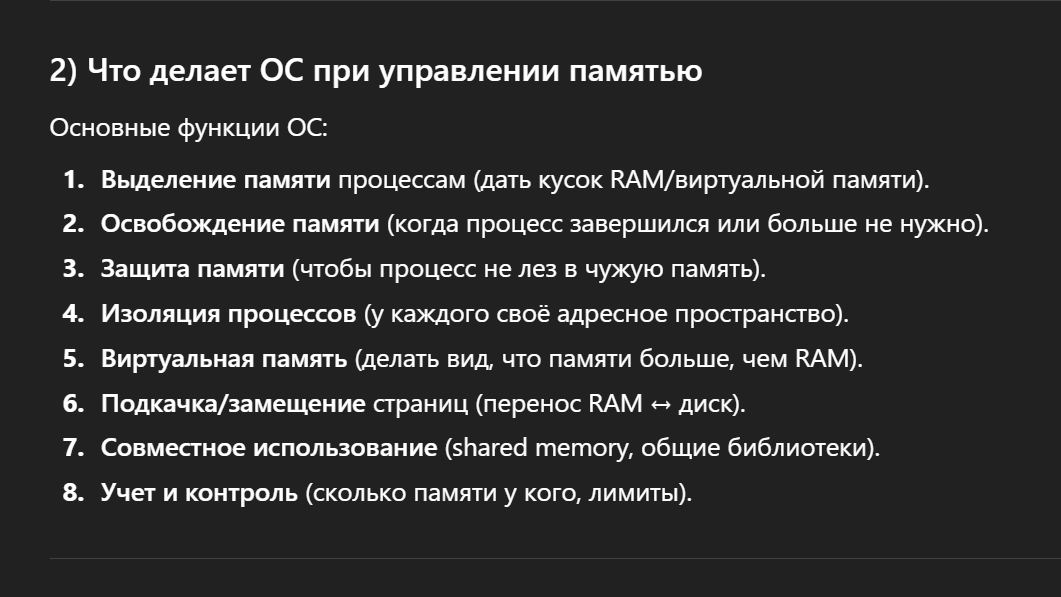 2) Что делает ОС при управлении памятью
Основные функции ОС:
1. Выделение памяти процессам (дать кусок RAM/виртуальной памяти).
2. Освобождение памяти (когда процесс завершился или больше не нужно).
3. Защита памяти (чтобы процесс не лез в чужую память).
4. Изоляция процессов (у каждого своё адресное пространство).
5. Виртуальная память (делать вид, что памяти больше, чем RAM).
6. Подкачка/замещение страниц (перенос RAM ↔ диск).
7. Совместное использование (shared memory, общие библиотеки).
8. Учет и контроль (сколько памяти у кого, лимиты).